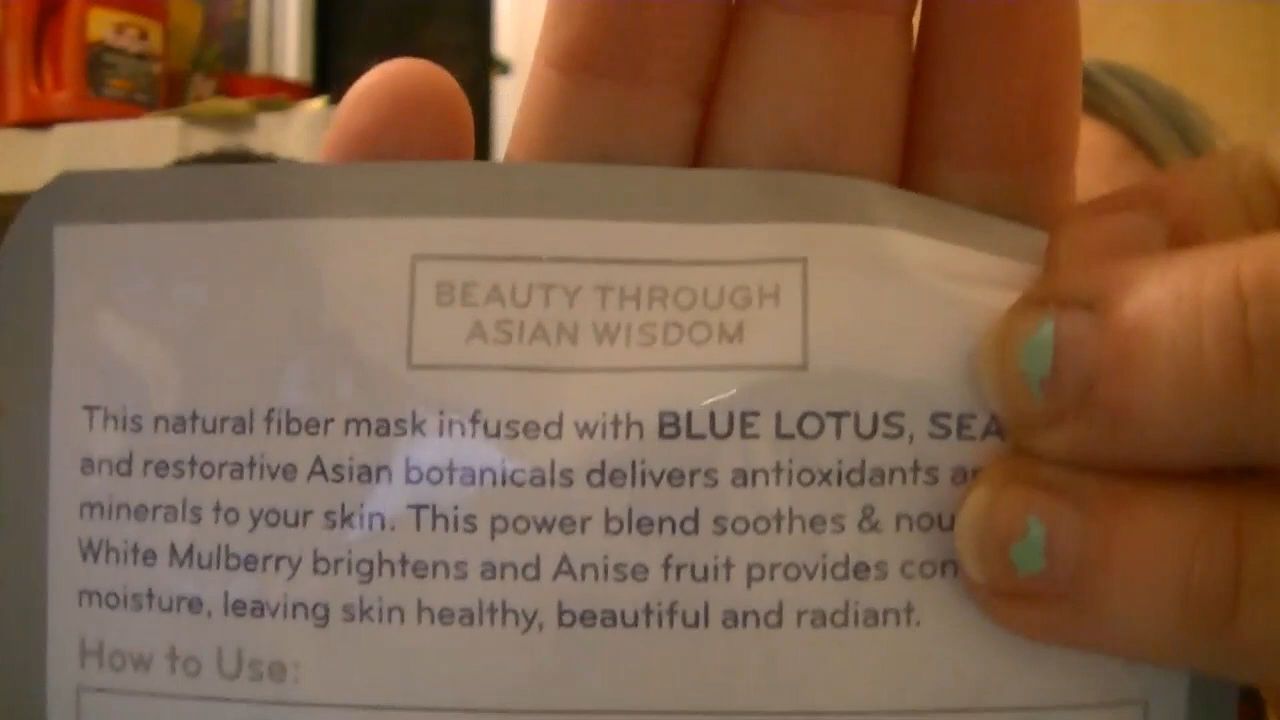 BEAUTY THROUGH
ASIAN WISDOM
This natural fiber mask infused with BLUE LOTUS, SEA
and restorative Asian botanicals delivers antioxidants
minerals to your skin. This power blend soothes &
White Mulberry brightens and Anise fruit provides
moisture, leaving skin healthy, beautiful and radiant.
How to Use: